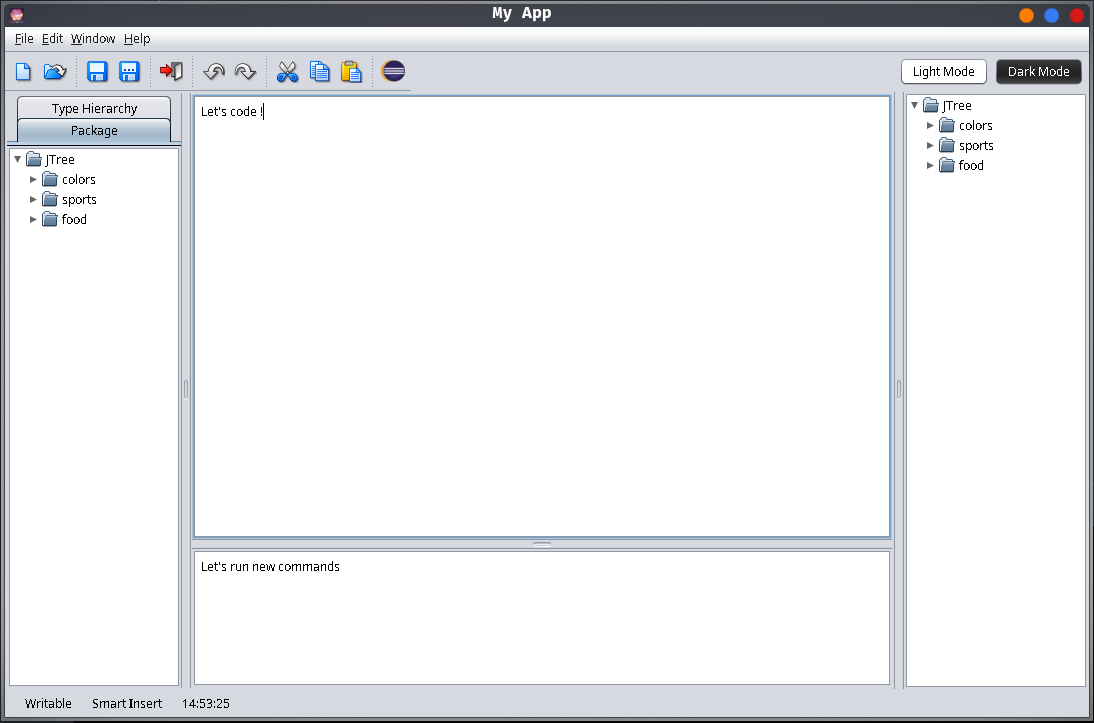 My App
File Edit Window Help
Light Mode Dark Mode
Type Hierarchy
Package
JTree
colors
sports
food
Let's code !
Let's run new commands
JTree
colors
sports
food
Writable Smart Insert 14:53:25